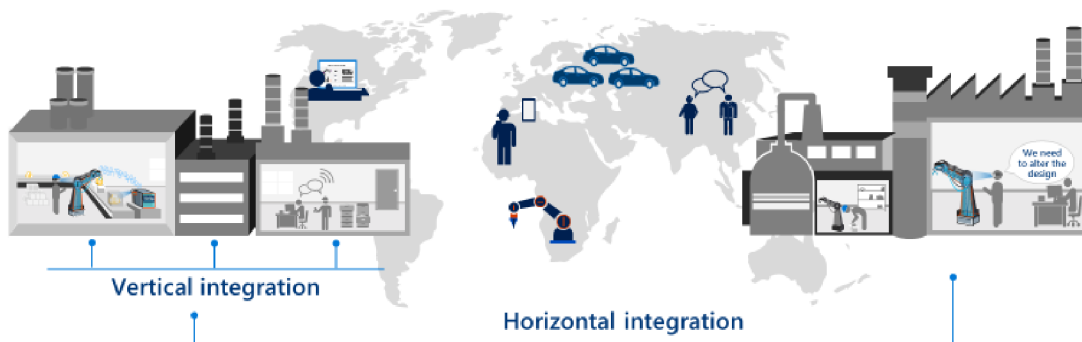 We need
to alter the
design
Vertical integration
Horizontal integration